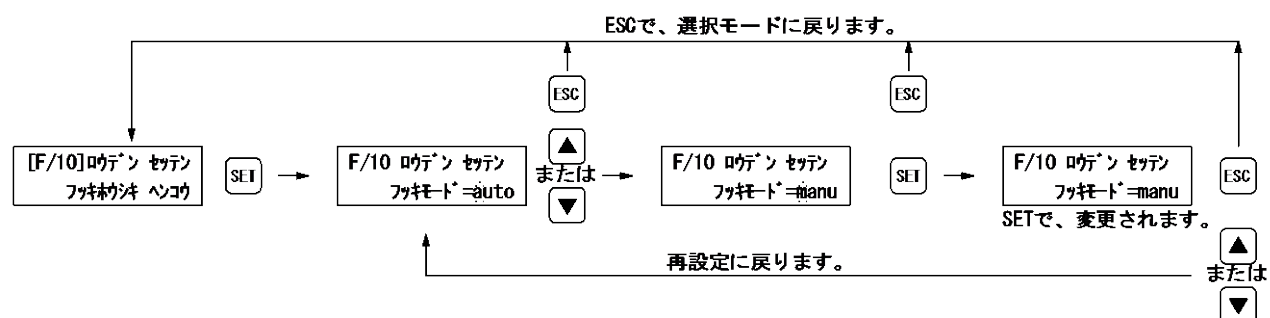 ESCで、選択モードに戻ります。
ESC
ESC
[F/10]ﾛｳﾃﾞﾝ ｾｯﾃﾝ
ﾌｯｷﾎｳｼｷ ﾍﾝｺｳ
SET
F/10 ﾛｳﾃﾞﾝ ｾｯﾃﾝ
ﾌｯｷﾓｰﾄﾞ=auto
▲
または
▼
F/10 ﾛｳﾃﾞﾝ ｾｯﾃﾝ
ﾌｯｷﾓｰﾄﾞ=manu
SET
F/10 ﾛｳﾃﾞﾝ ｾｯﾃﾝ
ﾌｯｷﾓｰﾄﾞ=manu
SETで、変更されます。
ESC
▲
または
▼
再設定に戻ります。